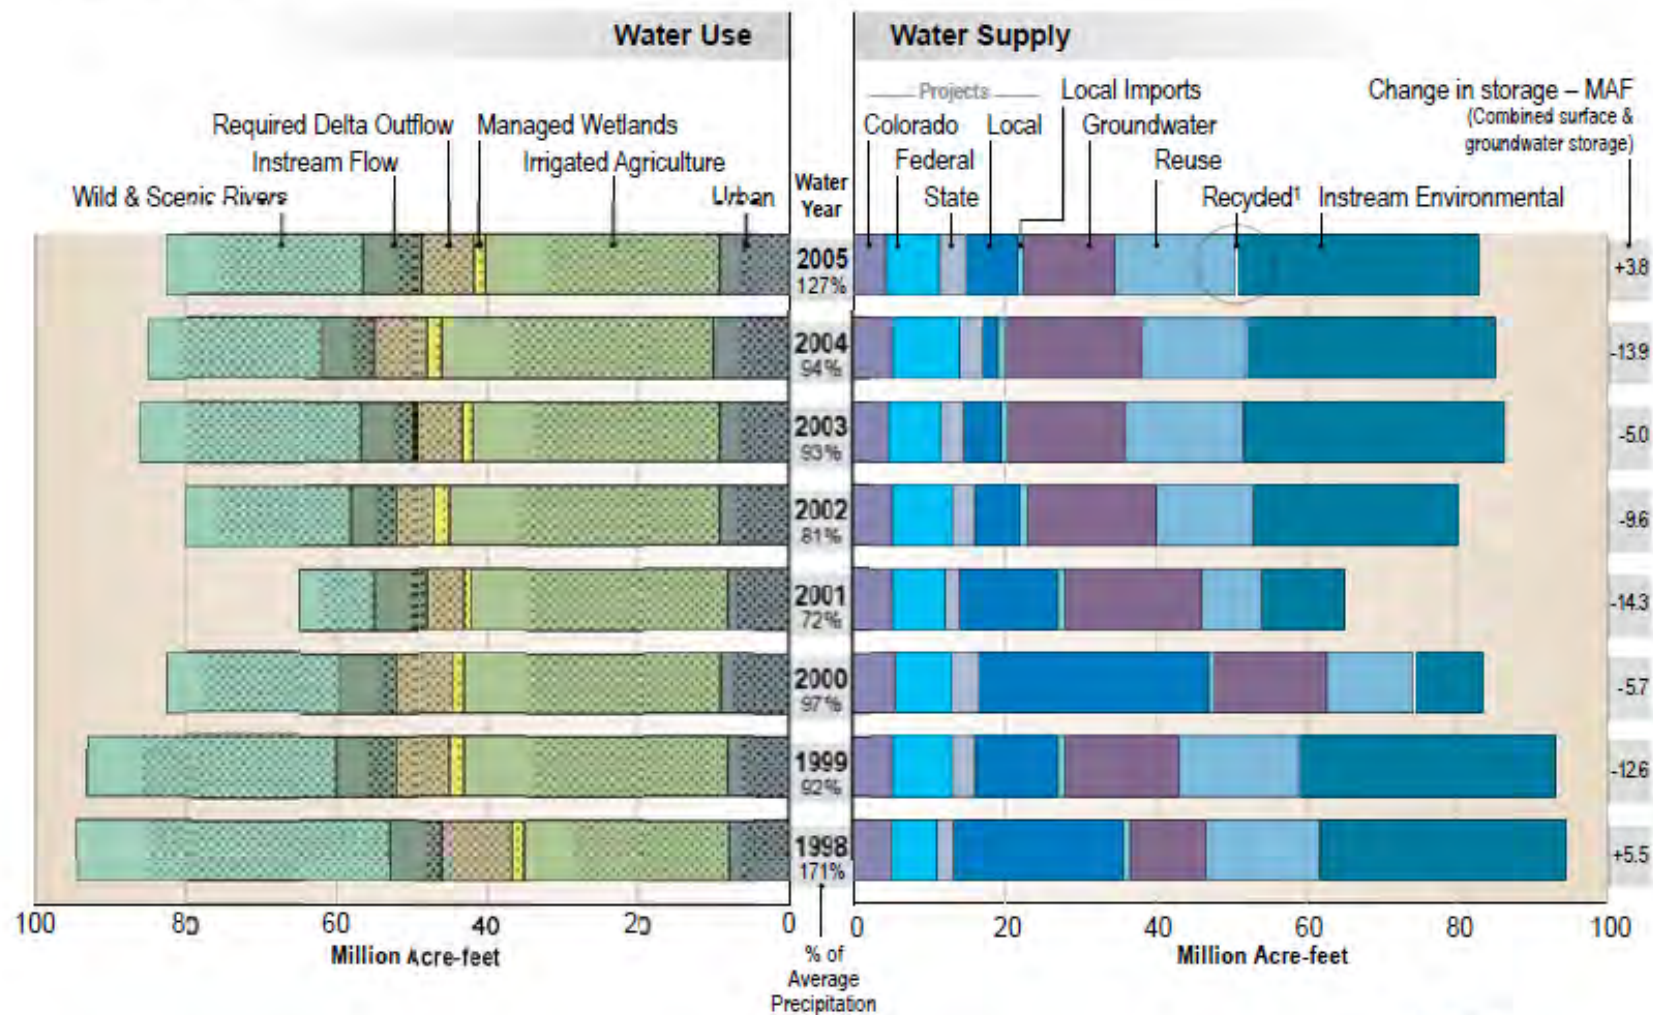 Water Use
Water Supply
Projects
Local Imports
Change in storage – MAF
(Combined surface &
groundwater storage)
Required Delta Outflow
Managed Wetlands
Colorado
Local
Groundwater
Instream Flow
Irrigated Agriculture
Federal
Reuse
Wild & Scenic Rivers
Urban
Water
Year
State
Recycled¹
Instream Environmental
2005
127%
+3.8
2004
94%
-13.9
2003
93%
-5.0
2002
81%
-9.6
2001
72%
-14.3
2000
97%
-5.7
1999
92%
-12.6
1998
171%
+5.5
100 80 60 40 20 0
0 20 40 60 80 100
Million Acre-feet
Million Acre-feet
% of
Average
Precipitation